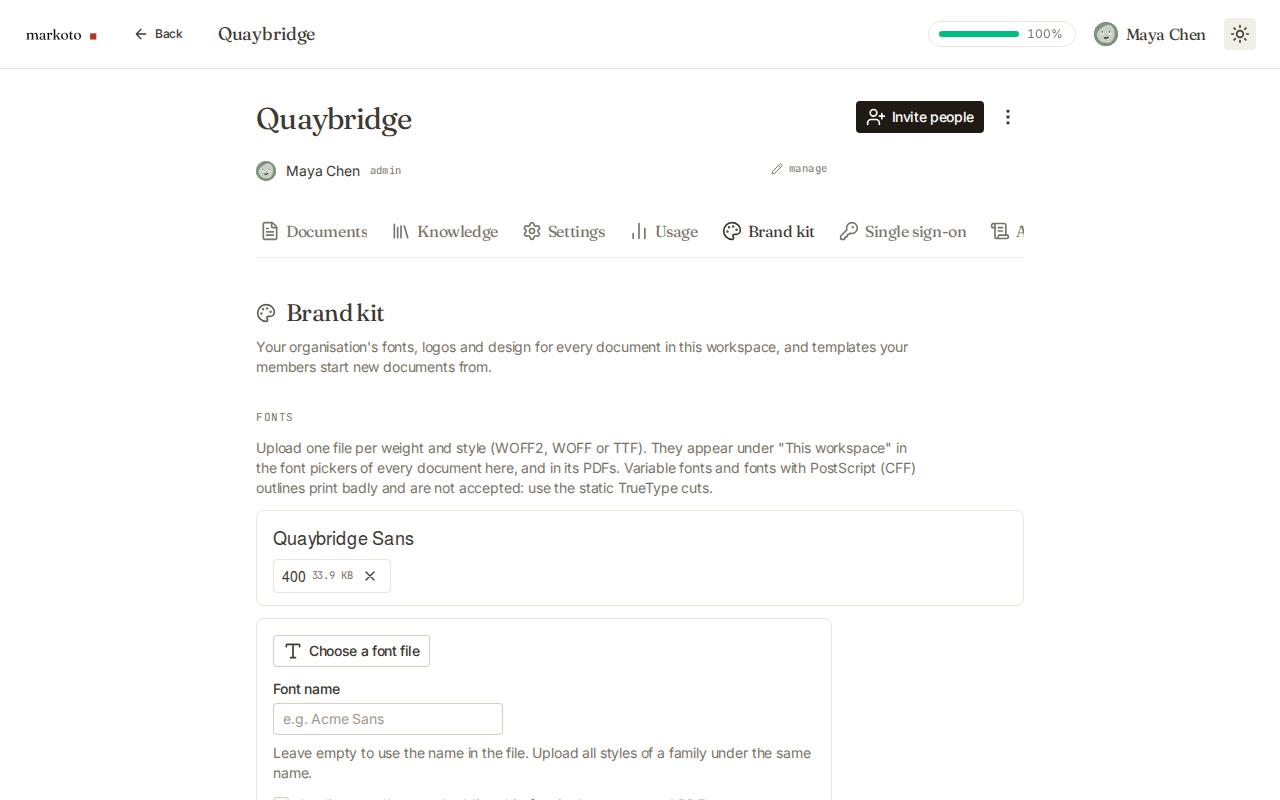 markoto
Back
Quaybridge
100%
Maya Chen
Quaybridge
Invite people
Maya Chen admin
manage
Documents
Knowledge
Settings
Usage
Brand kit
Single sign-on
Brand kit
Your organisation's fonts, logos and design for every document in this workspace, and templates your
members start new documents from.
FONTS
Upload one file per weight and style (WOFF2, WOFF or TTF). They appear under "This workspace" in
the font pickers of every document here, and in its PDFs. Variable fonts and fonts with PostScript (CFF)
outlines print badly and are not accepted: use the static TrueType cuts.
Quaybridge Sans
400 33.9 KB
Choose a font file
Font name
e.g. Acme Sans
Leave empty to use the name in the file. Upload all styles of a family under the same
name.